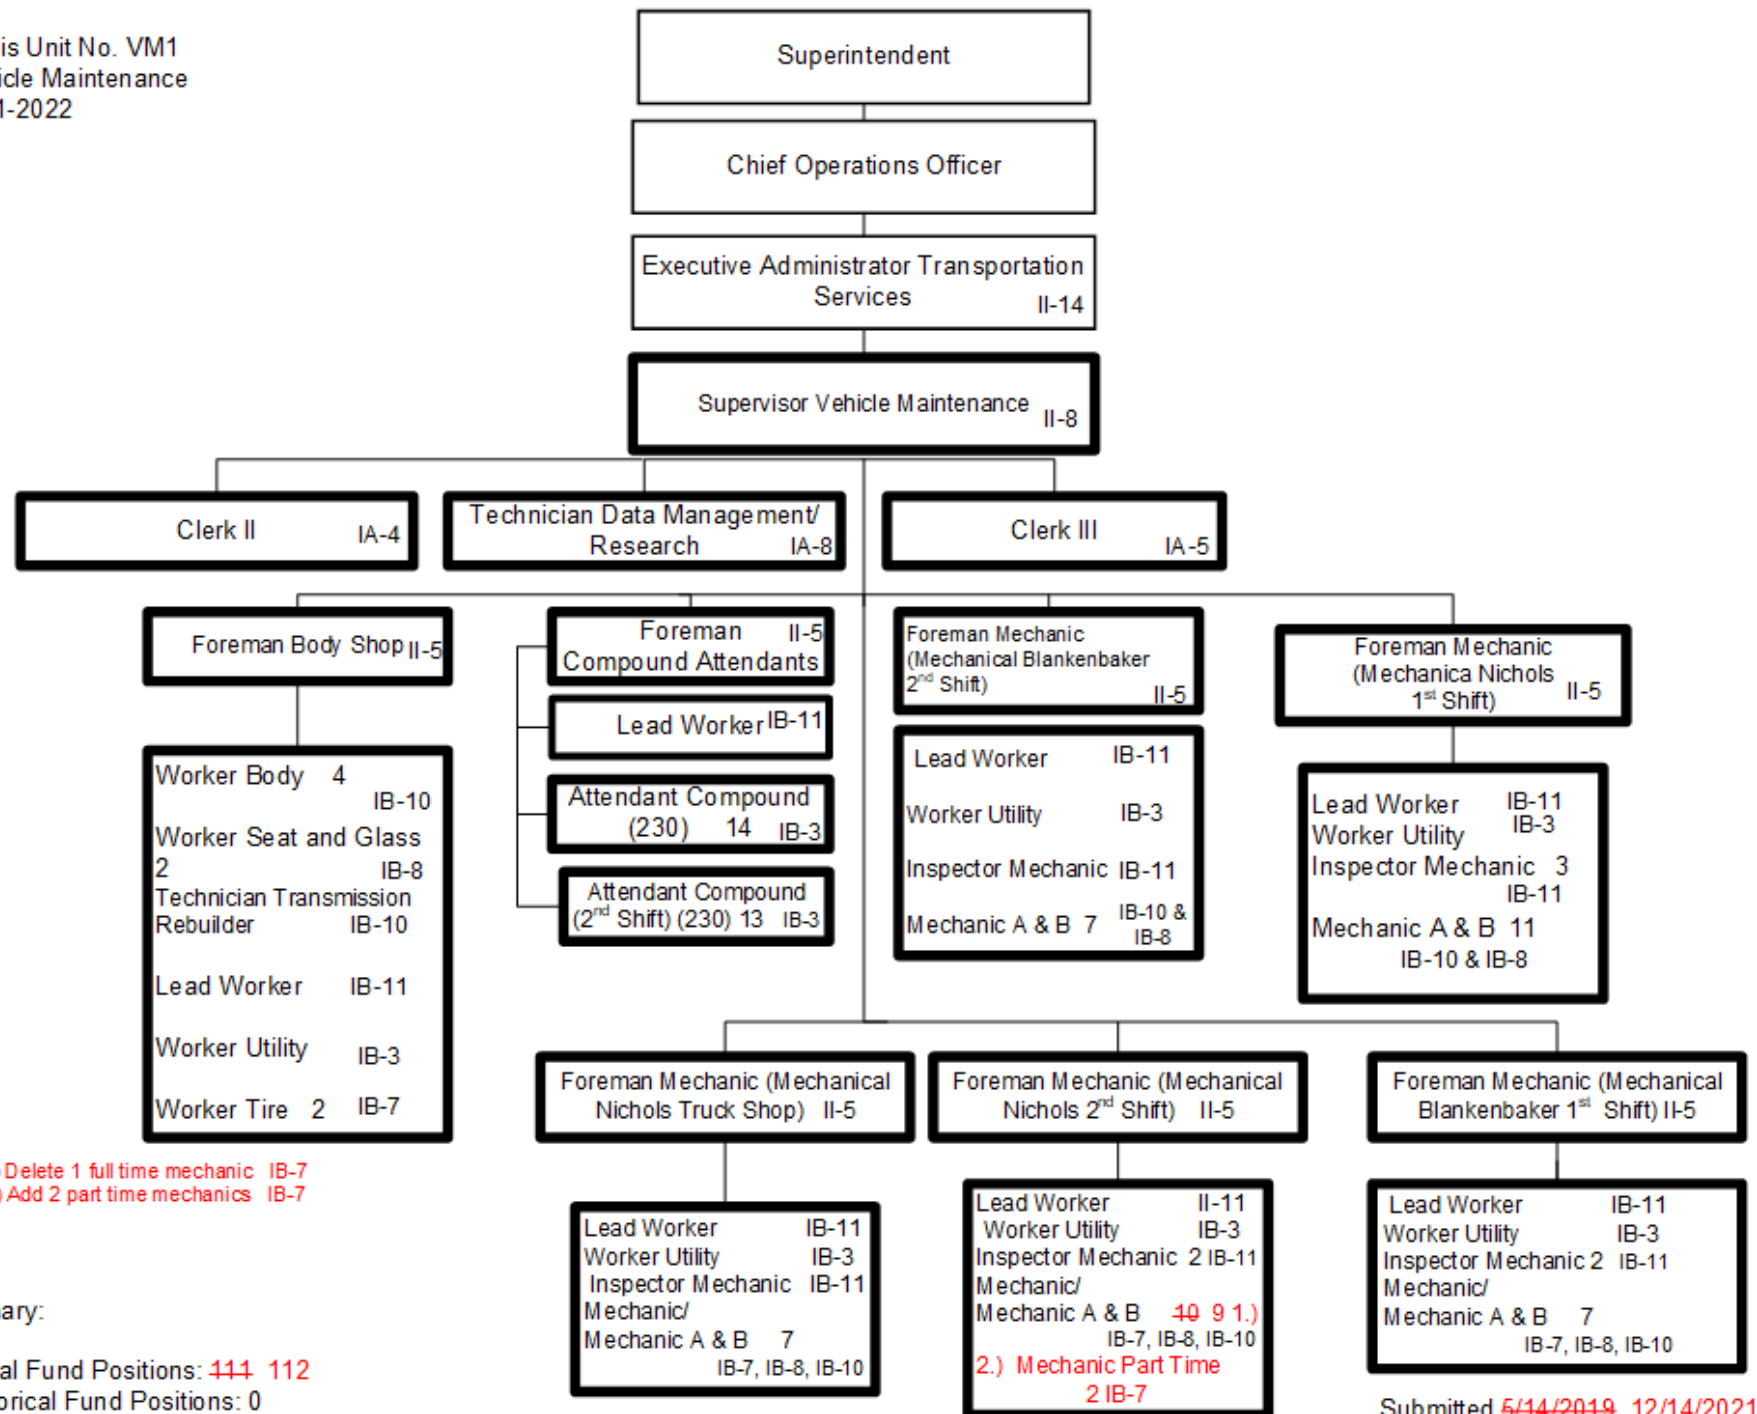 is Unit No. VM1
icle Maintenance
1-2022
Superintendent
Chief Operations Officer
Executive Administrator Transportation
Services II-14
Supervisor Vehicle Maintenance II-8
Clerk II IA-4
Technician Data Management/
Research IA-8
Clerk III IA-5
Foreman Body Shop II-5
Worker Body 4
IB-10
Worker Seat and Glass
2 IB-8
Technician Transmission
Rebuilder IB-10
Lead Worker IB-11
Worker Utility IB-3
Worker Tire 2 IB-7
Foreman II-5
Compound Attendants
Lead Worker IB-11
Attendant Compound
(230) 14 IB-3
Attendant Compound
(2nd Shift) (230) 13 IB-3
Foreman Mechanic
(Mechanical Blankenbaker
2nd Shift)
II-5
Lead Worker IB-11
Worker Utility IB-3
Inspector Mechanic IB-11
Mechanic A & B 7 IB-10 &
IB-8
Foreman Mechanic
(Mechanica Nichols
1st Shift) II-5
Lead Worker IB-11
Worker Utility IB-3
Inspector Mechanic 3
IB-11
Mechanic A & B 11
IB-10 & IB-8
Foreman Mechanic (Mechanical
Nichols Truck Shop) II-5
Lead Worker IB-11
Worker Utility IB-3
Inspector Mechanic IB-11
Mechanic/
Mechanic A & B 7
IB-7, IB-8, IB-10
Foreman Mechanic (Mechanical
Nichols 2nd Shift) II-5
Lead Worker II-11
Worker Utility IB-3
Inspector Mechanic 2 IB-11
Mechanic/
Mechanic A & B 10 9 1.)
IB-7, IB-8, IB-10
2.) Mechanic Part Time
2 IB-7
Foreman Mechanic (Mechanical
Blankenbaker 1st Shift) II-5
Lead Worker IB-11
Worker Utility IB-3
Inspector Mechanic 2 IB-11
Mechanic/
Mechanic A & B 7
IB-7, IB-8, IB-10
) Delete 1 full time mechanic IB-7
) Add 2 part time mechanics IB-7
ary:
al Fund Positions: 111 112
orical Fund Positions: 0
Submitted 5/14/2019 12/14/2021